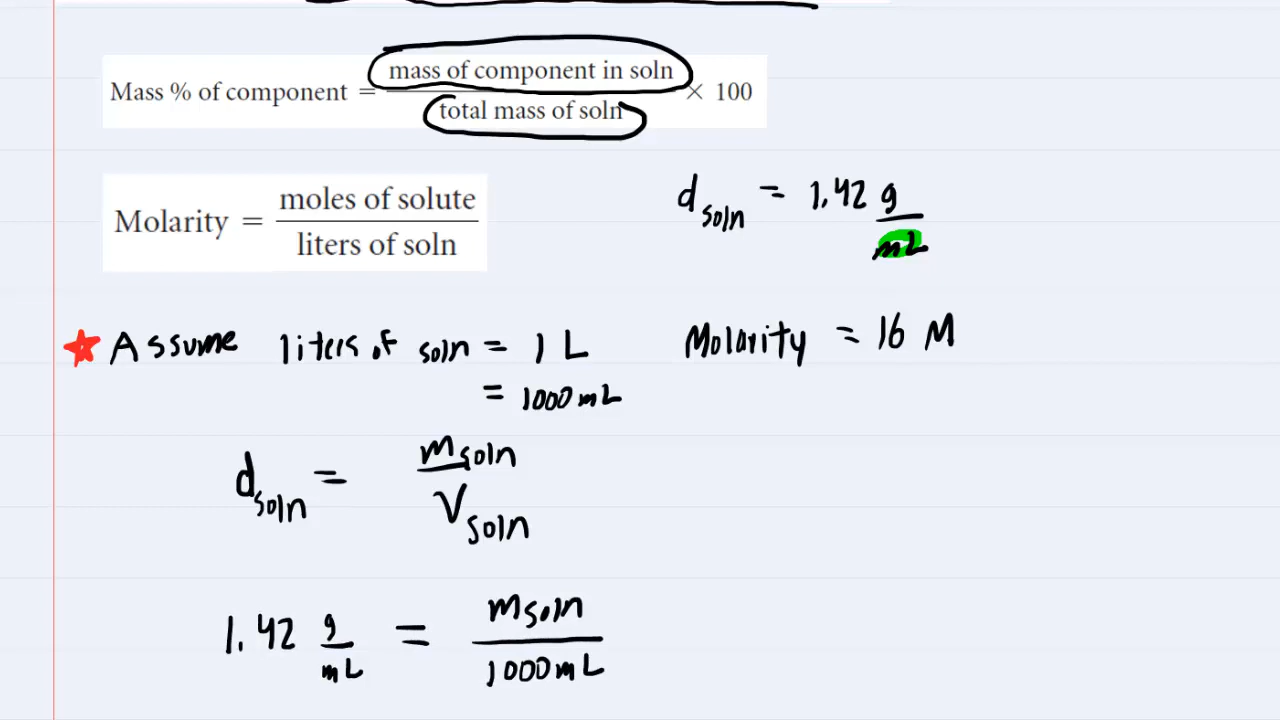 Mass % of component = mass of component in soln / total mass of soln × 100
Molarity = moles of solute / liters of soln
d soln = 1.42 g / mL
★ Assume liters of soln = 1 L
= 1000 mL
Molarity = 16 M
d soln = m soln / V soln
1.42 g / mL = m soln / 1000 mL